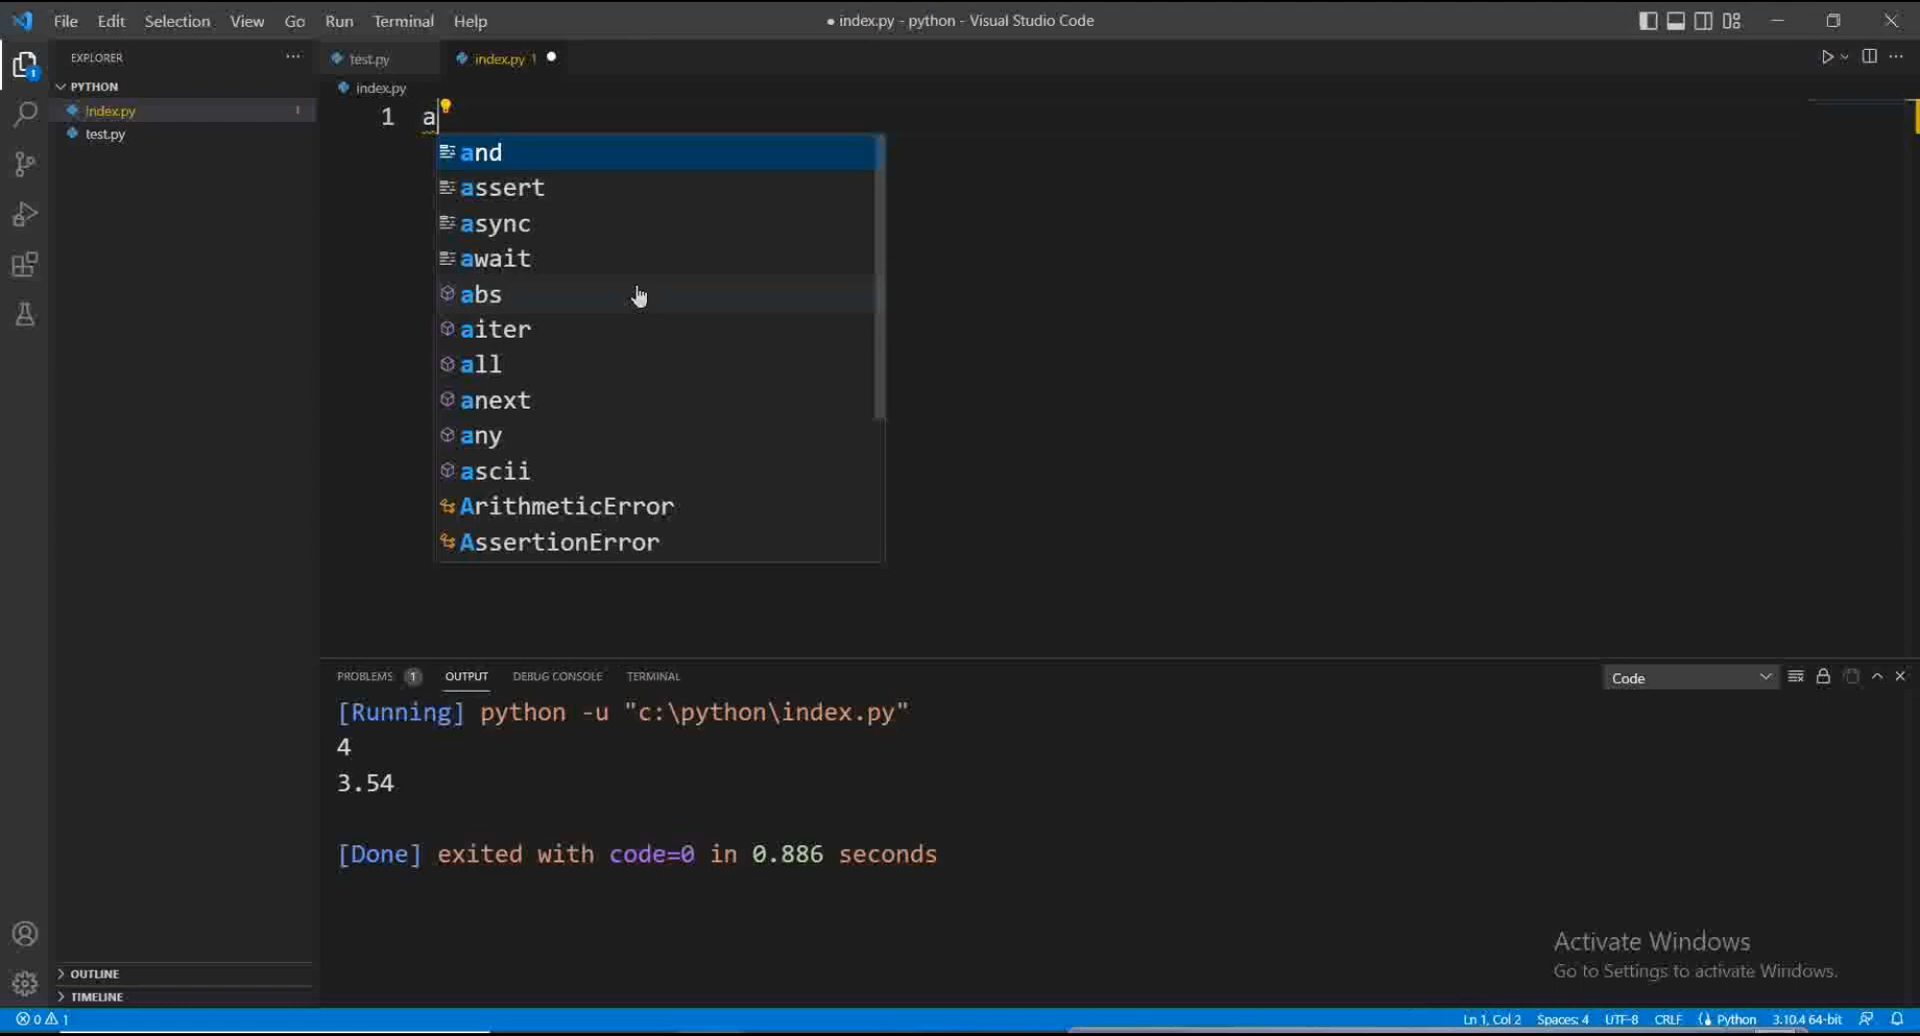 File Edit Selection View Go Run Terminal Help
● index.py - python - Visual Studio Code
EXPLORER
PYTHON
index.py 1
test.py
OUTLINE
TIMELINE
test.py
index.py 1
index.py
1 a
and
assert
async
await
abs
aiter
all
anext
any
ascii
ArithmeticError
AssertionError
PROBLEMS 1 OUTPUT DEBUG CONSOLE TERMINAL
Code
[Running] python -u "c:\python\index.py"
4
3.54
[Done] exited with code=0 in 0.886 seconds
Activate Windows
Go to Settings to activate Windows.
0 1
Ln 1, Col 2 Spaces: 4 UTF-8 CRLF Python 3.10.4 64-bit